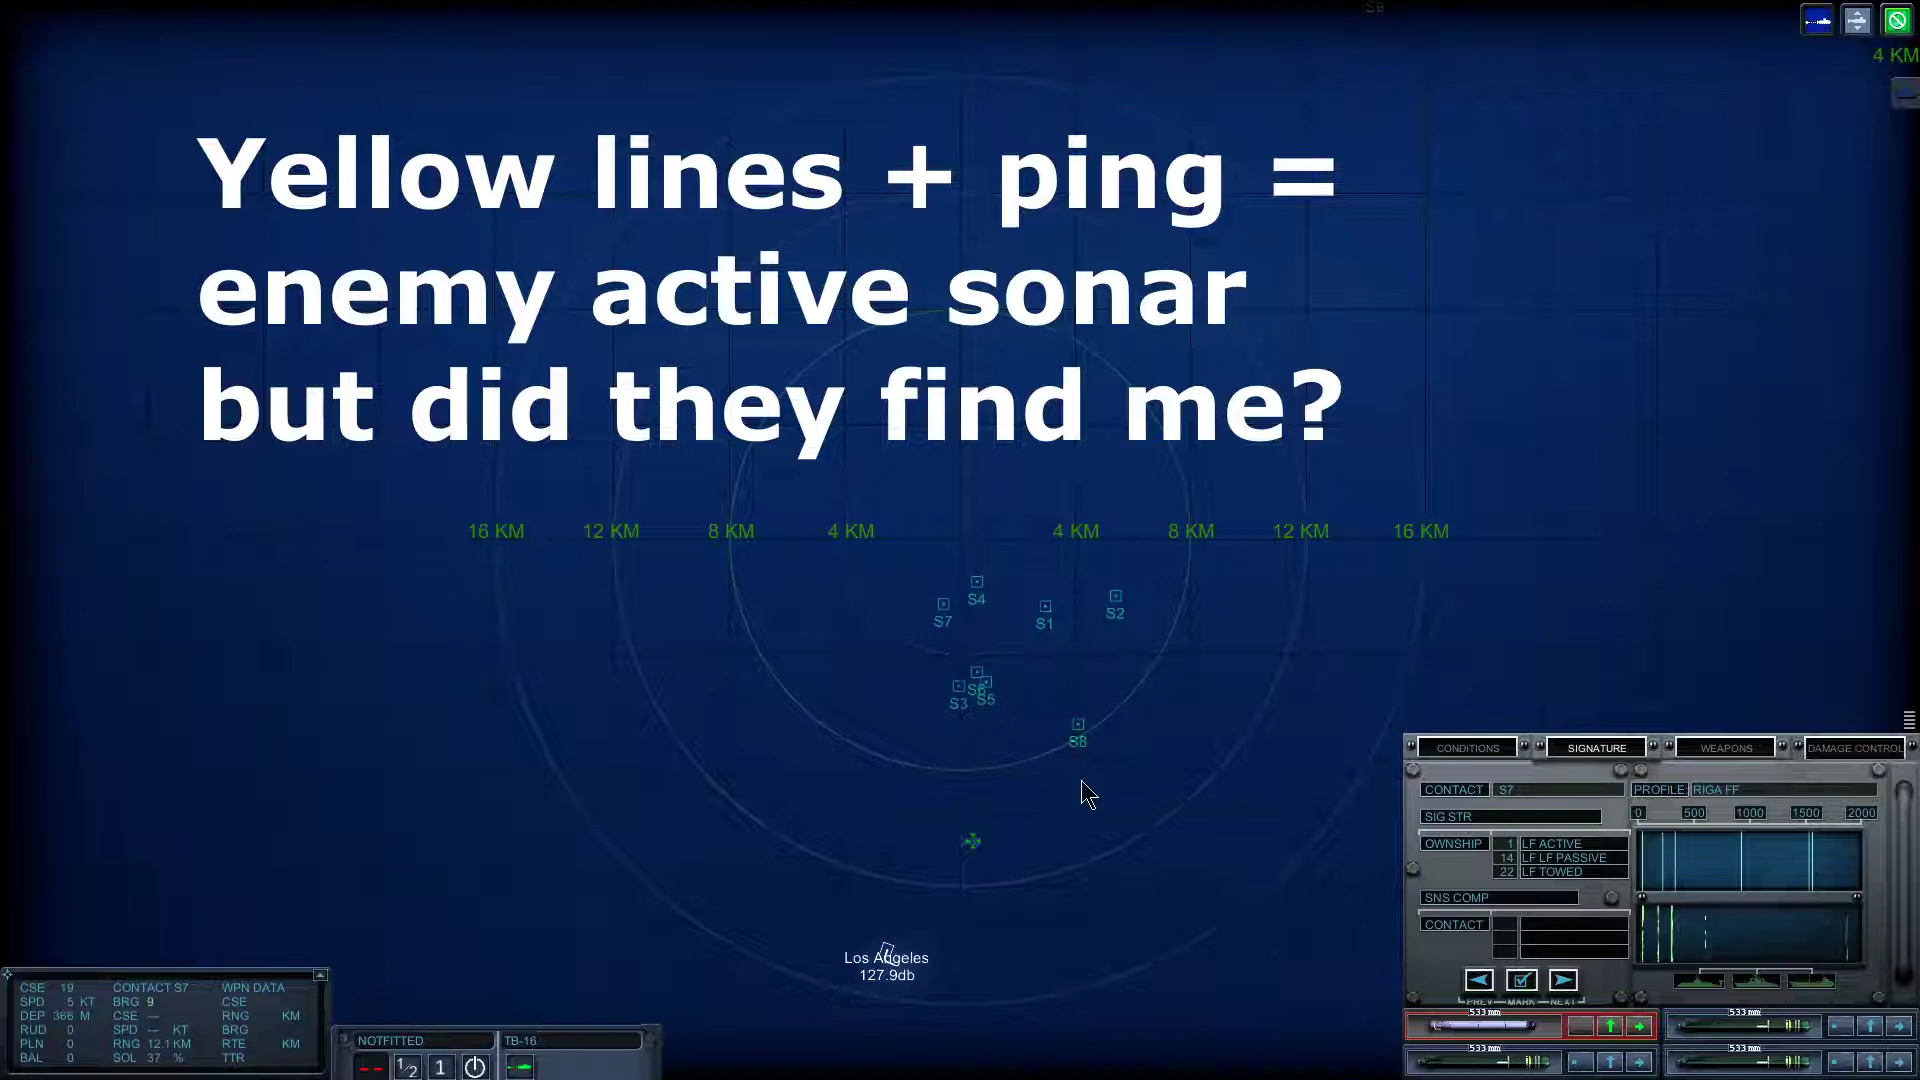 S9
4 KM
Yellow lines + ping =
enemy active sonar
but did they find me?
16 KM 12 KM 8 KM 4 KM 4 KM 8 KM 12 KM 16 KM
S4
S7 S1 S2
S6
S3 S5
S8
Los Angeles
127.9db
CONDITIONS SIGNATURE WEAPONS DAMAGE CONTROL
CONTACT S7 PROFILE: RIGA FF
0 500 1000 1500 2000
SIG STR
OWNSHIP 1 LF ACTIVE
14 LF LF PASSIVE
22 LF TOWED
SNS COMP
CONTACT
PREV MARK NEXT
533 mm 533 mm
533 mm 533 mm
CSE 19 CONTACT S7 WPN DATA
SPD 5 KT BRG 9 CSE
DEP 366 M CSE --- RNG KM
RUD 0 SPD --- KT BRG
PLN 0 RNG 12.1 KM RTE KM
BAL 0 SOL 37 % TTR
NOTFITTED TB-16
-- 1/2 1